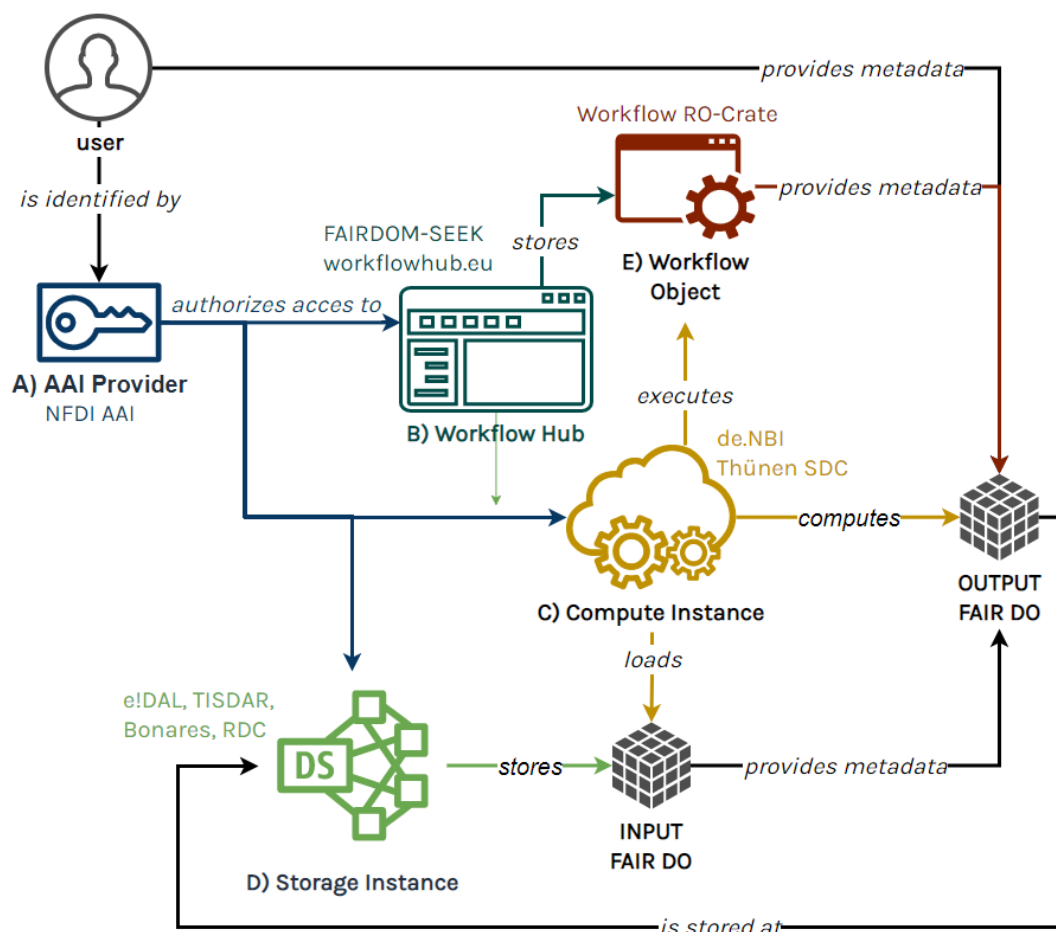 provides metadata
user
is identified by
Workflow RO-Crate
provides metadata
FAIRDOM-SEEK
workflowhub.eu
stores
E) Workflow
Object
authorizes acces to
A) AAI Provider
NFDI AAI
B) Workflow Hub
executes
de.NBI
Thünen SDC
computes
C) Compute Instance
OUTPUT
FAIR DO
loads
e!DAL, TISDAR,
Bonares, RDC
DS
stores
provides metadata
INPUT
FAIR DO
D) Storage Instance
is stored at